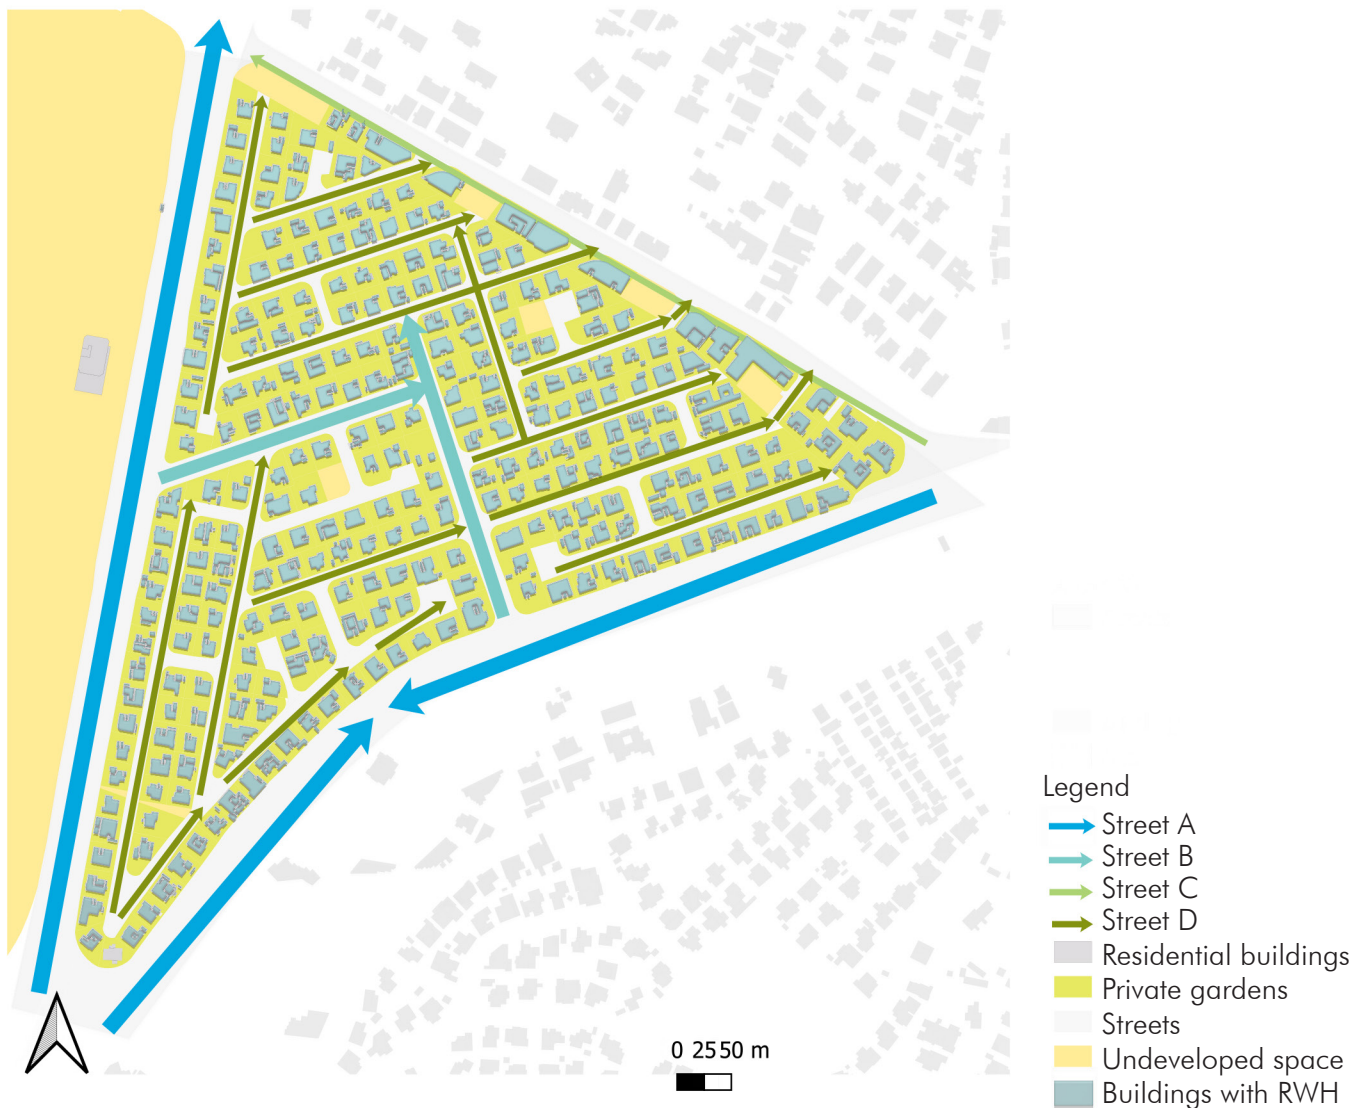 0 2550 m
Legend
Street A
Street B
Street C
Street D
Residential buildings
Private gardens
Streets
Undeveloped space
Buildings with RWH